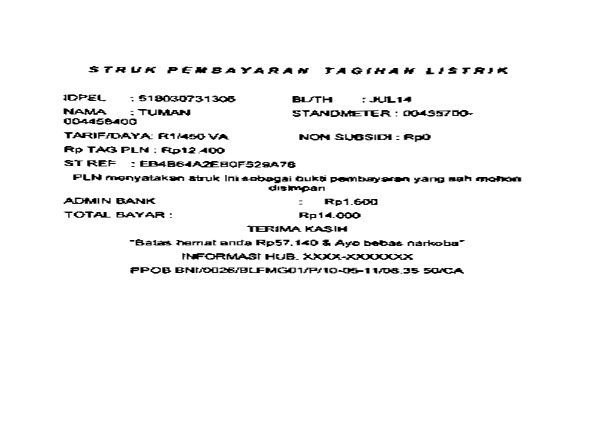 STRUK PEMBAYARAN TAGIHAN LISTRIK
IDPEL : 518030731306 BL/TH : JUL14
NAMA : TUMAN STANDMETER : 00435700-
004458400
TARIF/DAYA: R1/450 VA NON SUBSIDI : Rp0
Rp TAG PLN : Rp12.400
ST REF : EB4B64A2EB0F529A76
PLN menyatakan struk ini sebagai bukti pembayaran yang sah mohon
disimpan
ADMIN BANK : Rp1.600
TOTAL BAYAR : Rp14.000
TERIMA KASIH
"Batas hemat anda Rp57.140 & Ayo bebas narkoba"
INFORMASI HUB. XXXX-XXXXXXX
PPOB BNI/0026/BLFMG01/P/10-05-11/08.35 50/CA